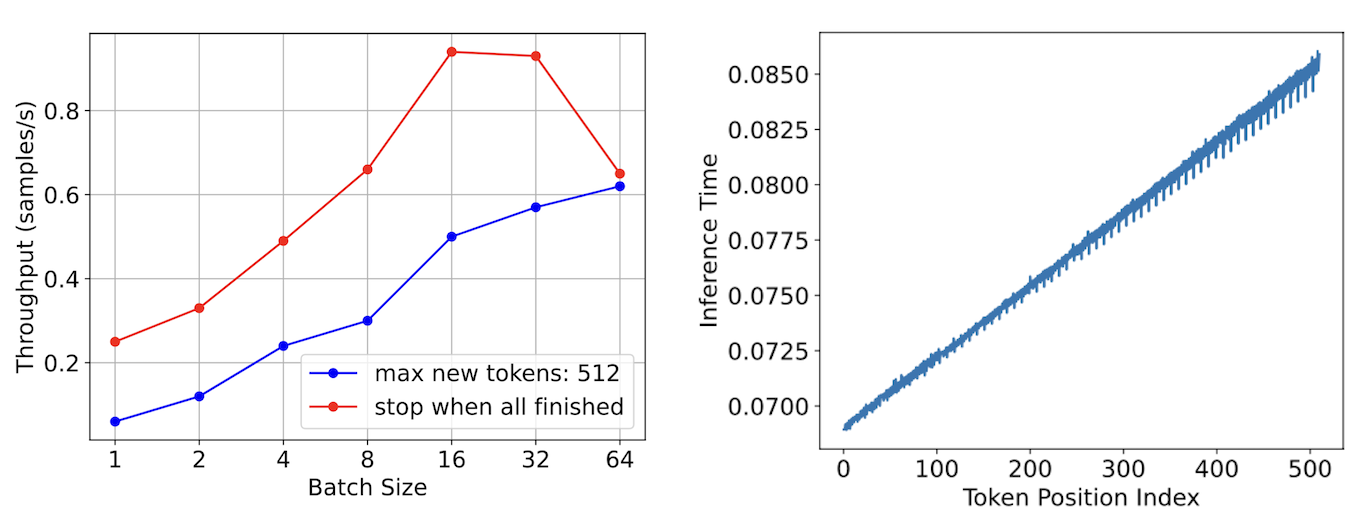 Throughput (samples/s)
0.8
0.6
0.4
0.2
max new tokens: 512
stop when all finished
1 2 4 8 16 32 64
Batch Size
Inference Time
0.0850
0.0825
0.0800
0.0775
0.0750
0.0725
0.0700
0 100 200 300 400 500
Token Position Index